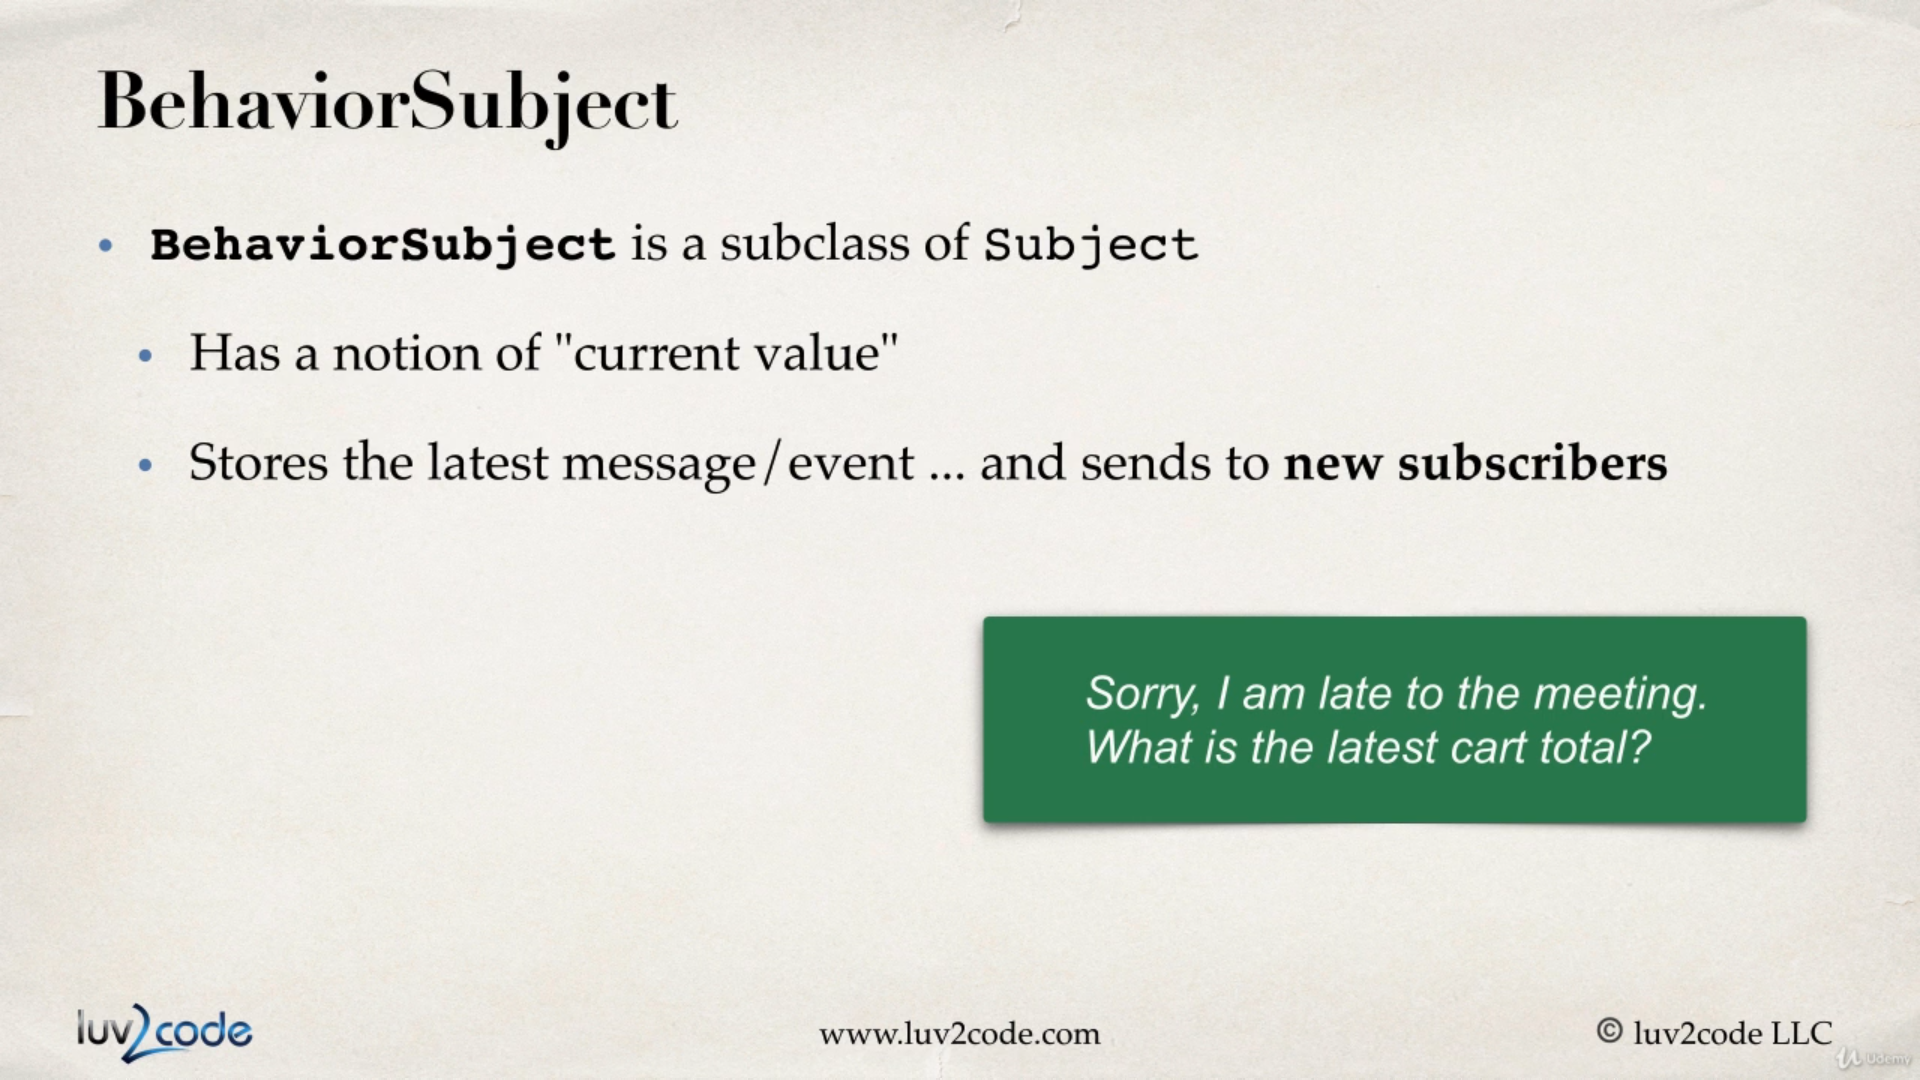 BehaviorSubject
• BehaviorSubject is a subclass of Subject
• Has a notion of "current value"
• Stores the latest message/event ... and sends to new subscribers
Sorry, I am late to the meeting.
What is the latest cart total?
luv2code
www.luv2code.com
© luv2code LLC
Udemy